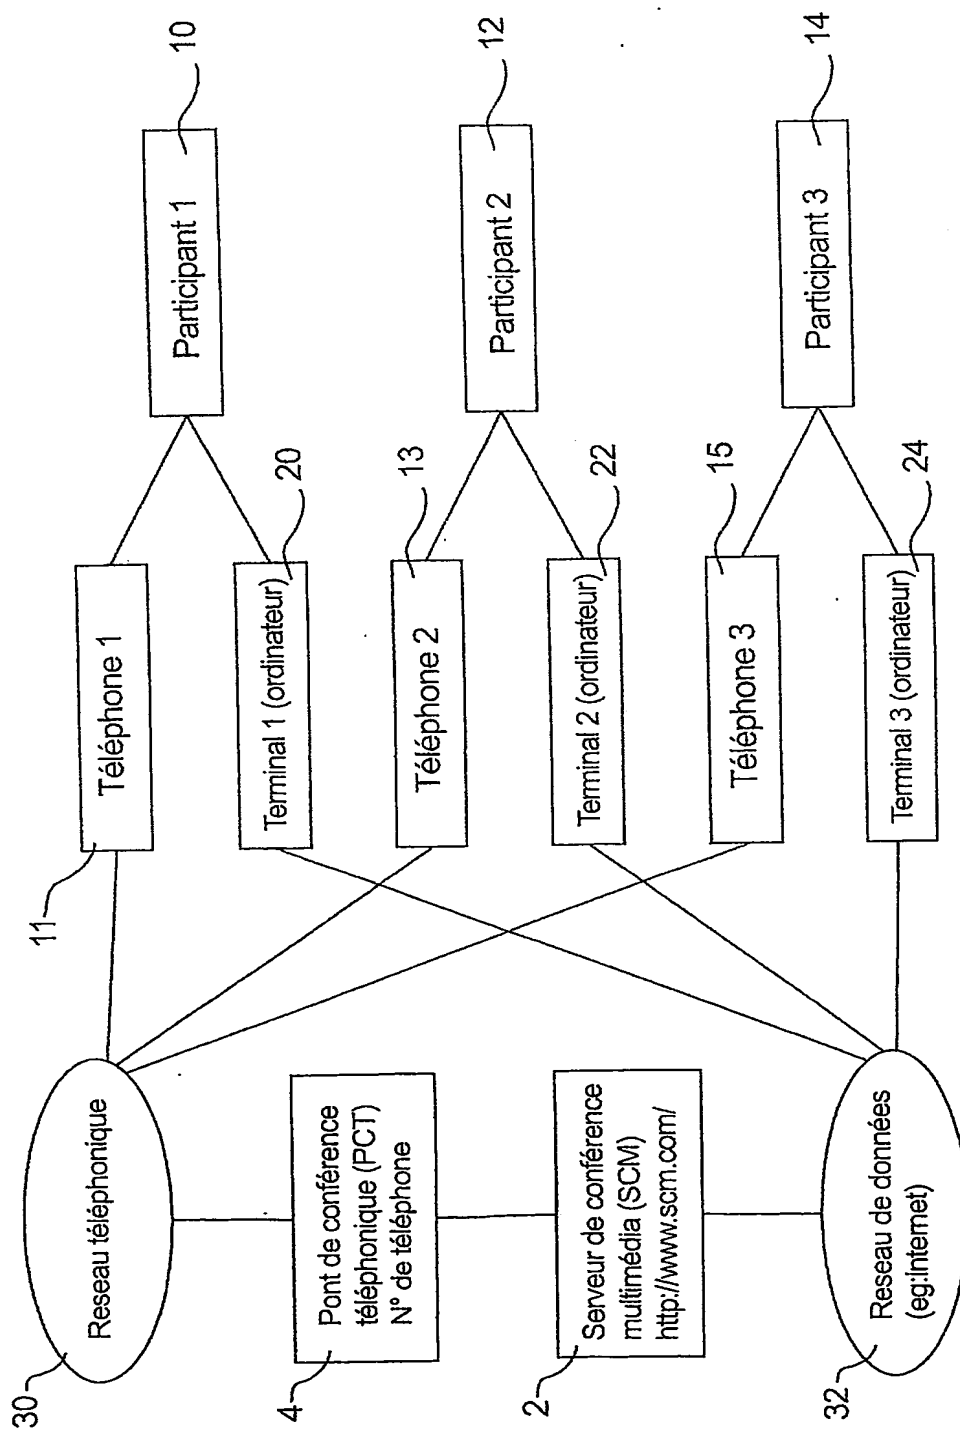 30
Reseau téléphonique
4
Pont de conférence
téléphonique (PCT)
N° de téléphone
2
Serveur de conférence
multimédia (SCM)
http://www.scm.com/
32
Reseau de données
(eg:Internet)
11
Téléphone 1
Terminal 1 (ordinateur)
20
Téléphone 2
13
Terminal 2 (ordinateur)
22
Téléphone 3
15
Terminal 3 (ordinateur)
24
Participant 1
10
Participant 2
12
Participant 3
14